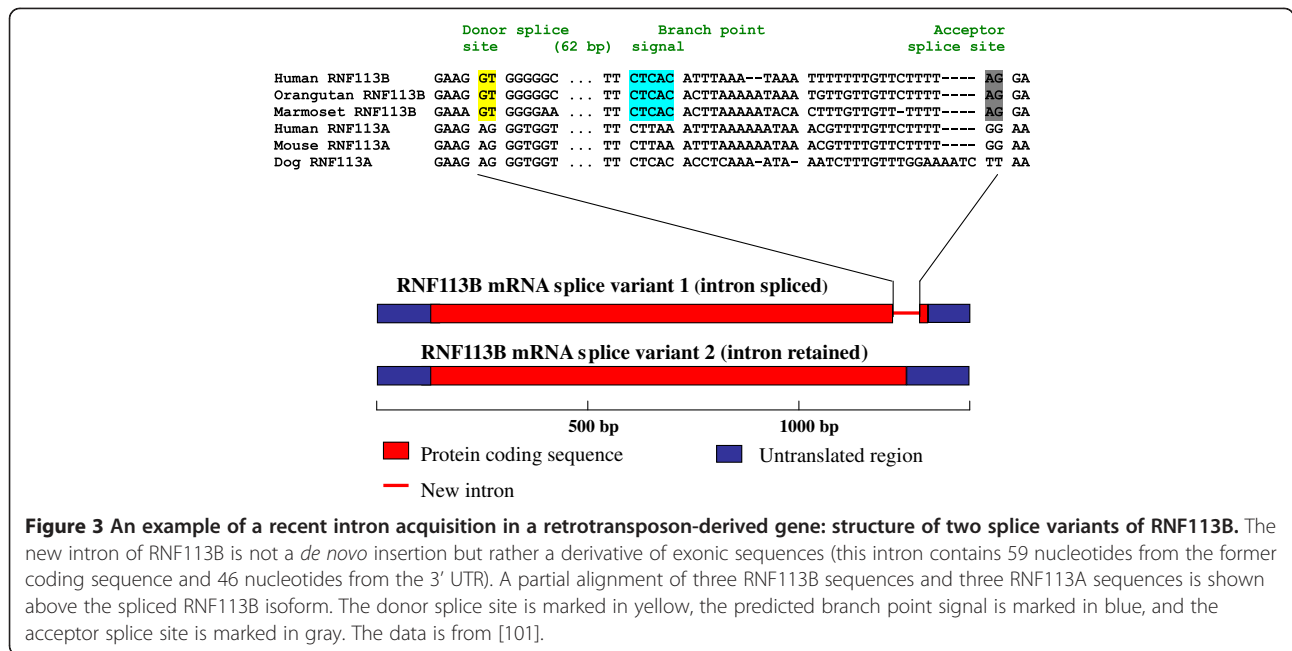 Donor splice Branch point Acceptor
site (62 bp) signal splice site
Human RNF113B GAAG GT GGGGGC ... TT CTCAC ATTTAAA--TAAA TTTTTTTGTTCTTTT---- AG GA
Orangutan RNF113B GAAG GT GGGGGC ... TT CTCAC ACTTAAAAATAAA TGTTGTTGTTCTTTT---- AG GA
Marmoset RNF113B GAAA GT GGGGAA ... TT CTCAC ACTTAAAAATACA CTTTGTTGTT-TTTT---- AG GA
Human RNF113A GAAG AG GGTGGT ... TT CTTAA ATTTAAAAAATAA ACGTTTTGTTCTTTT---- GG AA
Mouse RNF113A GAAG AG GGTGGT ... TT CTTAA ATTTAAAAAATAA AACGTTTGTTCTTTT---- GG AA
Dog RNF113A GAAG AG GGTGGT ... TT CTCAC ACCTCAAA-ATA- AATCTTTGTTTGGAAAATC TT AA
RNF113B mRNA splice variant 1 (intron spliced)
RNF113B mRNA splice variant 2 (intron retained)
500 bp 1000 bp
Protein coding sequence Untranslated region
New intron
Figure 3 An example of a recent intron acquisition in a retrotransposon-derived gene: structure of two splice variants of RNF113B. The
new intron of RNF113B is not a de novo insertion but rather a derivative of exonic sequences (this intron contains 59 nucleotides from the former
coding sequence and 46 nucleotides from the 3’ UTR). A partial alignment of three RNF113B sequences and three RNF113A sequences is shown
above the spliced RNF113B isoform. The donor splice site is marked in yellow, the predicted branch point signal is marked in blue, and the
acceptor splice site is marked in gray. The data is from [101].